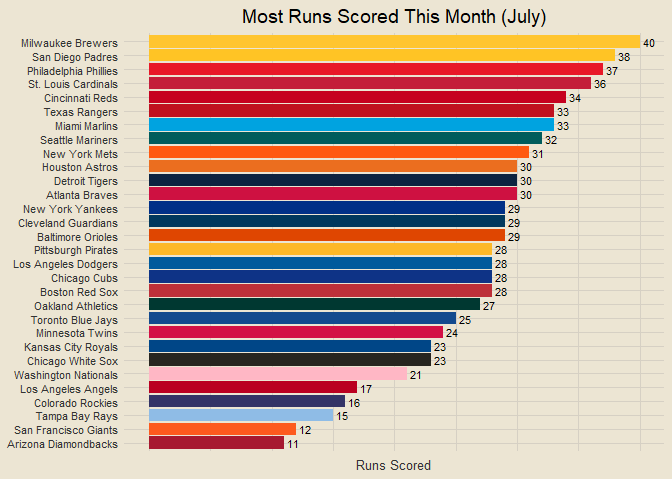 Most Runs Scored This Month (July)
Milwaukee Brewers 40
San Diego Padres 38
Philadelphia Phillies 37
St. Louis Cardinals 36
Cincinnati Reds 34
Texas Rangers 33
Miami Marlins 33
Seattle Mariners 32
New York Mets 31
Houston Astros 30
Detroit Tigers 30
Atlanta Braves 30
New York Yankees 29
Cleveland Guardians 29
Baltimore Orioles 29
Pittsburgh Pirates 28
Los Angeles Dodgers 28
Chicago Cubs 28
Boston Red Sox 28
Oakland Athletics 27
Toronto Blue Jays 25
Minnesota Twins 24
Kansas City Royals 23
Chicago White Sox 23
Washington Nationals 21
Los Angeles Angels 17
Colorado Rockies 16
Tampa Bay Rays 15
San Francisco Giants 12
Arizona Diamondbacks 11
Runs Scored